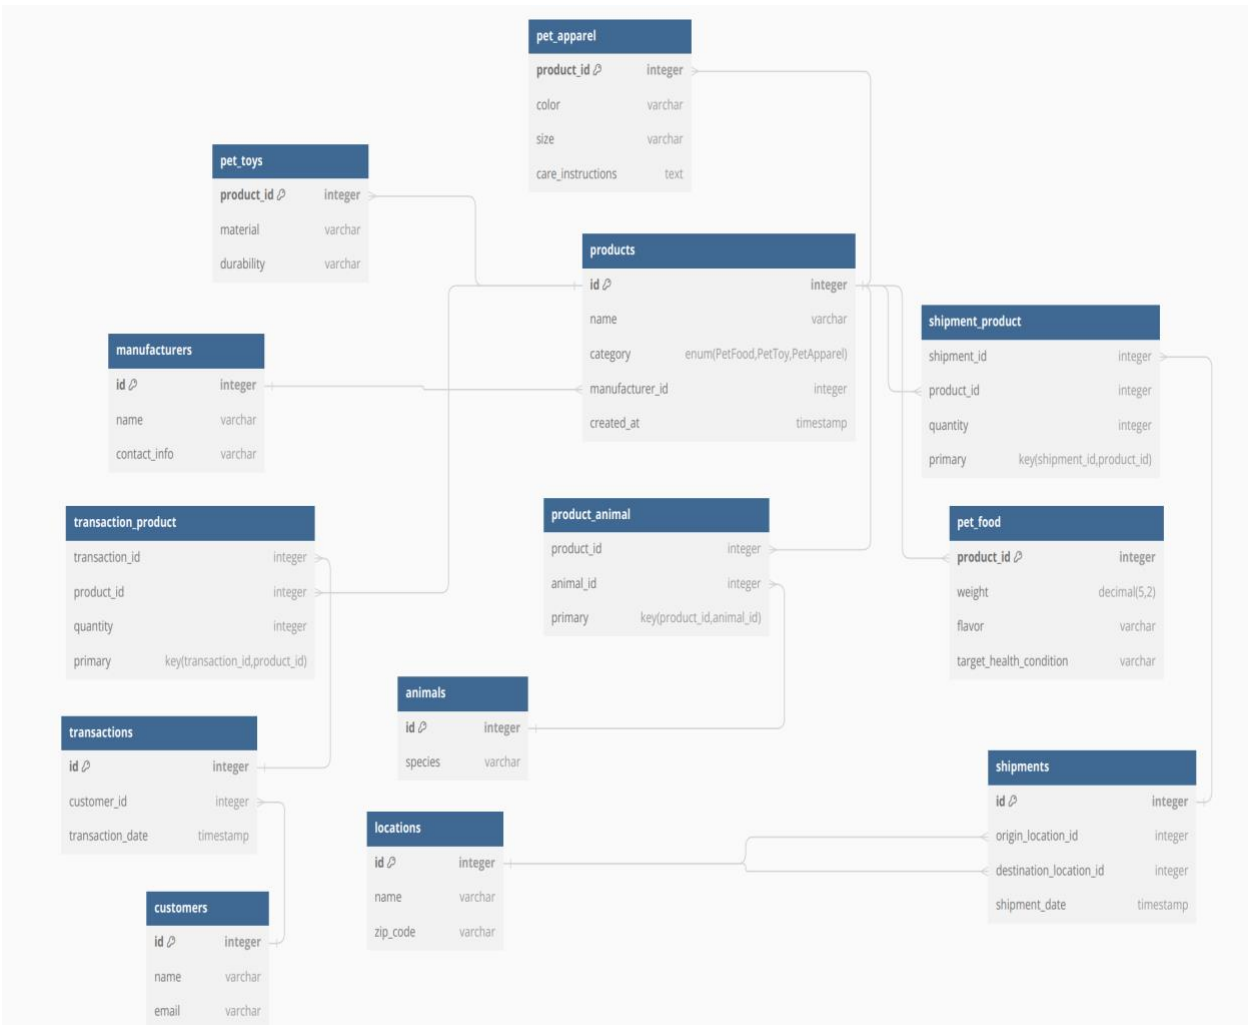 pet_apparel
product_id integer
color varchar
size varchar
care_instructions text
pet_toys
product_id integer
material varchar
durability varchar
products
id integer
name varchar
category enum(PetFood,PetToy,PetApparel)
manufacturer_id integer
created_at timestamp
shipment_product
shipment_id integer
product_id integer
quantity integer
primary key(shipment_id,product_id)
manufacturers
id integer
name varchar
contact_info varchar
transaction_product
transaction_id integer
product_id integer
quantity integer
primary key(transaction_id,product_id)
product_animal
product_id integer
animal_id integer
primary key(product_id,animal_id)
pet_food
product_id integer
weight decimal(5,2)
flavor varchar
target_health_condition varchar
animals
id integer
species varchar
transactions
id integer
customer_id integer
transaction_date timestamp
shipments
id integer
origin_location_id integer
destination_location_id integer
shipment_date timestamp
locations
id integer
name varchar
zip_code varchar
customers
id integer
name varchar
email varchar